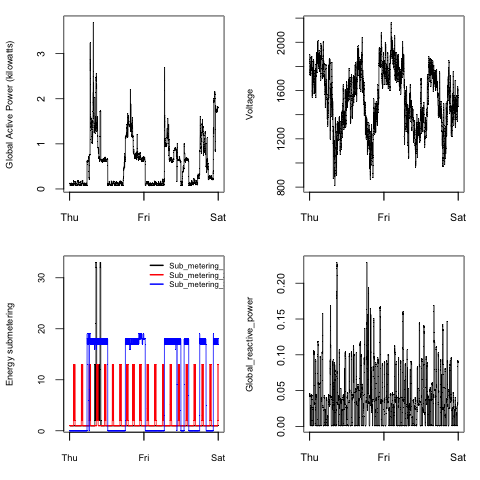 Global Active Power (kilowatts)
3
2
1
0
Thu
Fri
Sat
Voltage
2000
1600
1200
800
Thu
Fri
Sat
Energy submetering
30
20
10
0
Sub_metering_
Sub_metering_
Sub_metering_
Thu
Fri
Sat
Global_reactive_power
0.20
0.15
0.10
0.05
0.00
Thu
Fri
Sat